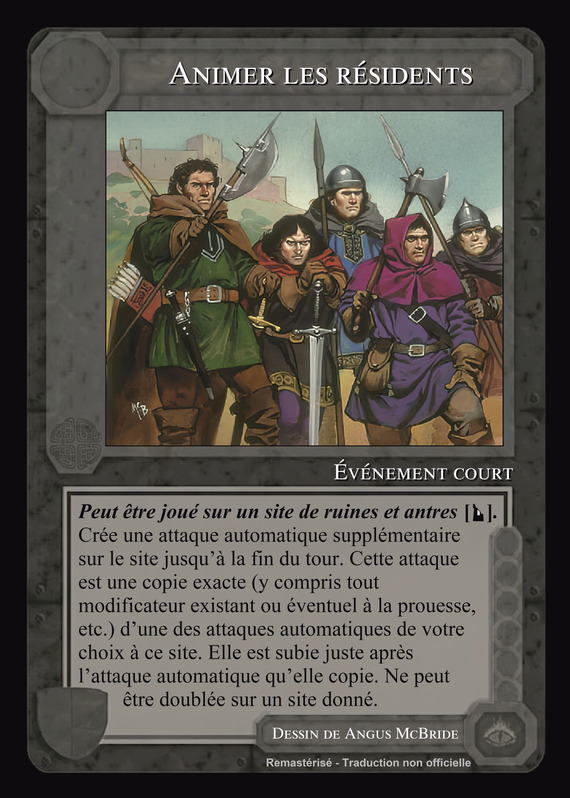 Animer les résidents
McB
Événement court
Peut être joué sur un site de ruines et antres [ ].
Crée une attaque automatique supplémentaire
sur le site jusqu'à la fin du tour. Cette attaque
est une copie exacte (y compris tout
modificateur existant ou éventuel à la prouesse,
etc.) d'une des attaques automatiques de votre
choix à ce site. Elle est subie juste après
l'attaque automatique qu'elle copie. Ne peut
être doublée sur un site donné.
Dessin de Angus McBride
Remastérisé - Traduction non officielle